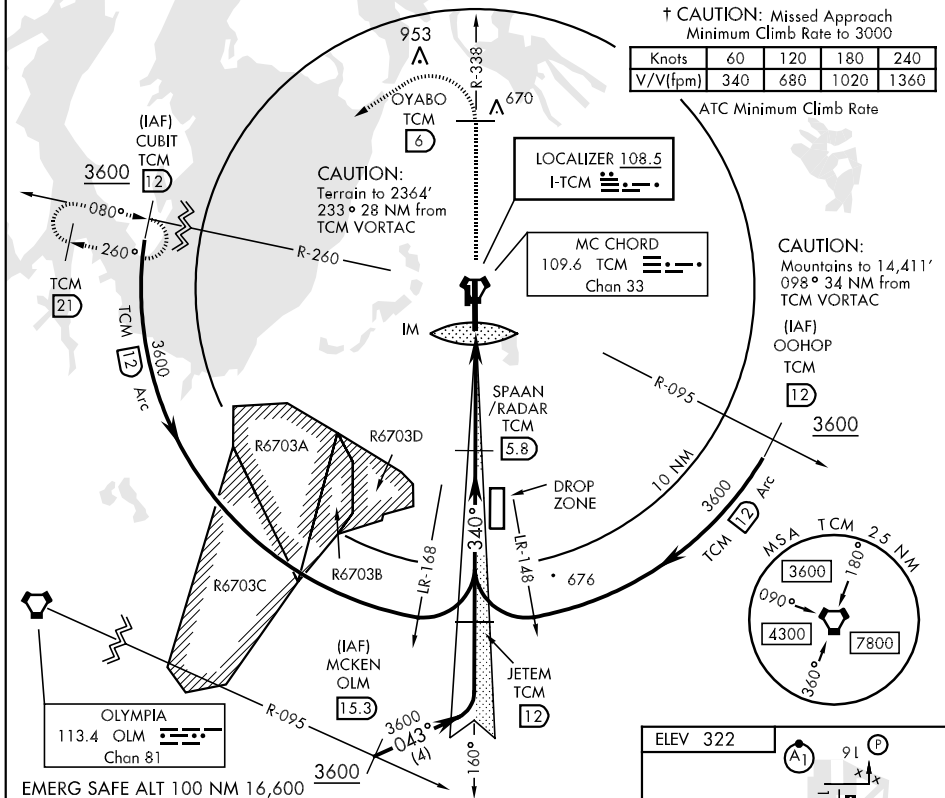 † CAUTION: Missed Approach
Minimum Climb Rate to 3000
Knots 60 120 180 240
V/V(fpm) 340 680 1020 1360
ATC Minimum Climb Rate
953
R-338
OYABO
TCM
6
670
(IAF)
CUBIT
TCM
12
3600
080°
260°
TCM
21
R-260
CAUTION:
Terrain to 2364'
233° 28 NM from
TCM VORTAC
LOCALIZER 108.5
I-TCM
MC CHORD
109.6 TCM
Chan 33
CAUTION:
Mountains to 14,411'
098° 34 NM from
TCM VORTAC
(IAF)
OOHOP
TCM
12
3600
R-095
IM
TCM 12 Arc
3600
SPAAN
/RADAR
TCM
5.8
R6703A
R6703D
R6703B
R6703C
DROP
ZONE
340°
10 NM
3600
TCM 12 Arc
LR-168
LR-148
676
MSA TCM 25 NM
3600
180°
090°
4300
7800
360°
(IAF)
MCKEN
OLM
15.3
JETEM
TCM
12
OLYMPIA
113.4 OLM
Chan 81
R-095
3600
043°
(4)
3600
160°
EMERG SAFE ALT 100 NM 16,600
ELEV 322
A1
16
P